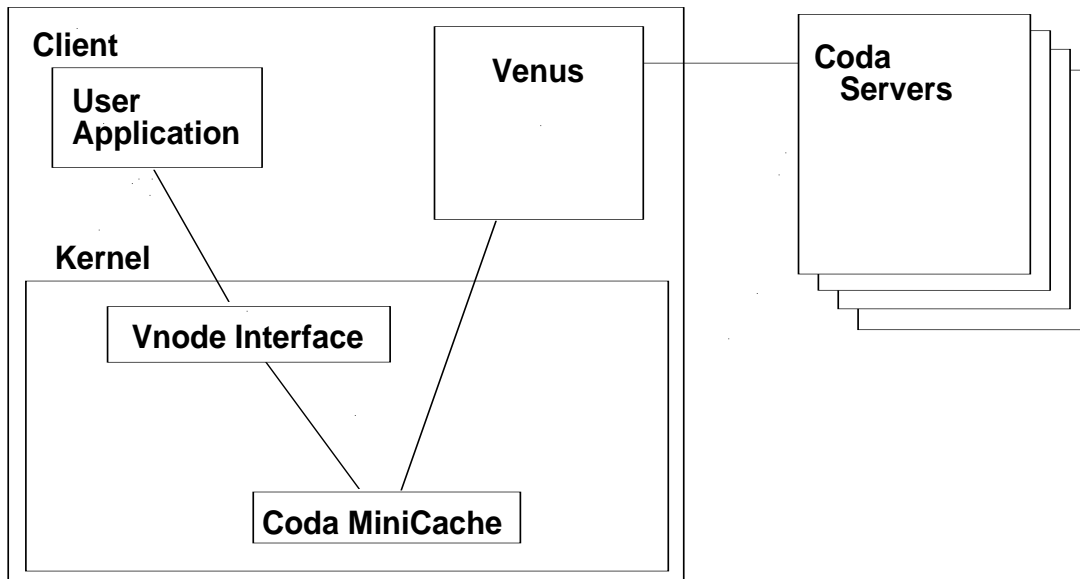 Client
User
Application
Venus
Coda
Servers
Kernel
Vnode Interface
Coda MiniCache